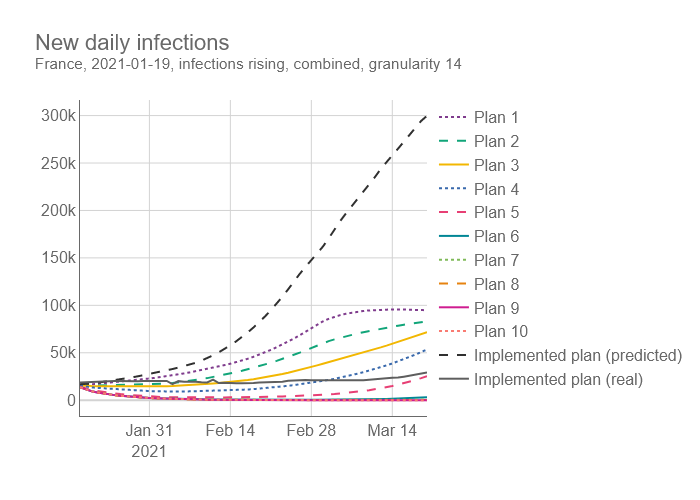 New daily infections
France, 2021-01-19, infections rising, combined, granularity 14
300k
250k
200k
150k
100k
50k
0
Jan 31
2021
Feb 14
Feb 28
Mar 14
Plan 1
Plan 2
Plan 3
Plan 4
Plan 5
Plan 6
Plan 7
Plan 8
Plan 9
Plan 10
Implemented plan (predicted)
Implemented plan (real)